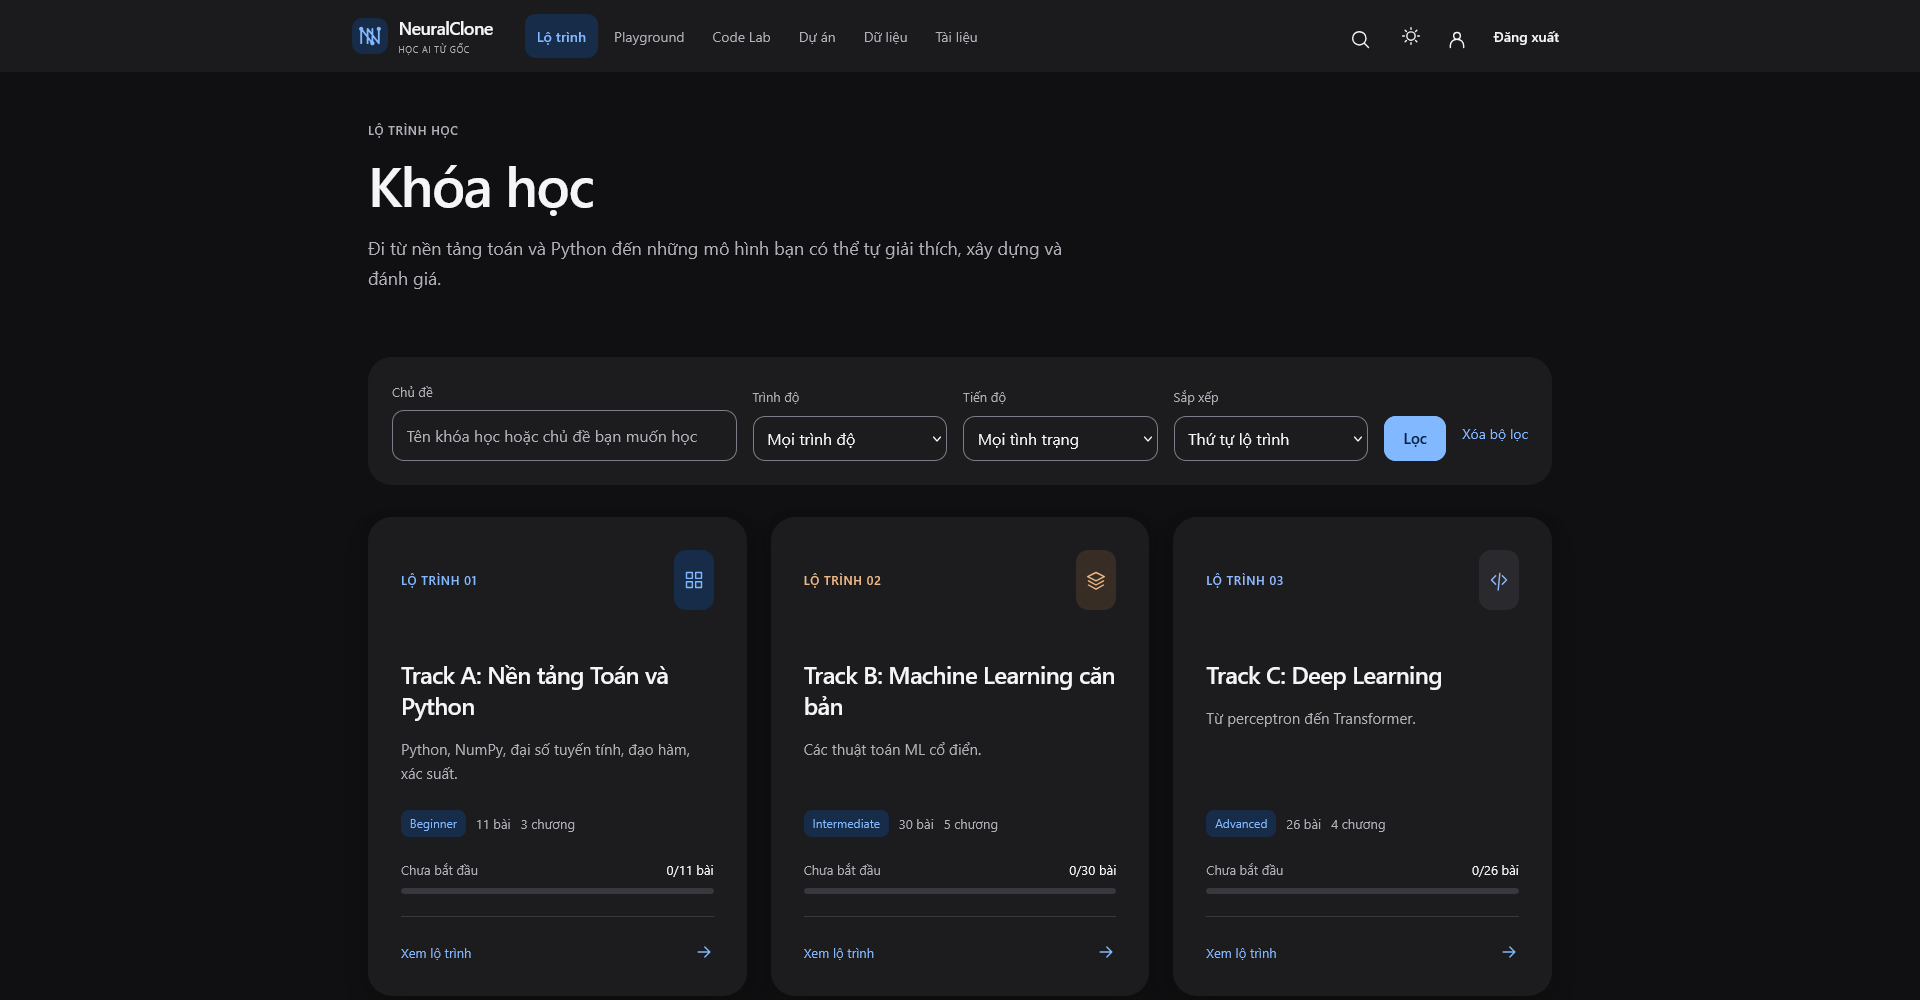 NeuralClone
HỌC AI TỪ GỐC
Lộ trình
Playground
Code Lab
Dự án
Dữ liệu
Tài liệu
Đăng xuất
LỘ TRÌNH HỌC
Khóa học
Đi từ nền tảng toán và Python đến những mô hình bạn có thể tự giải thích, xây dựng và
đánh giá.
Chủ đề
Tên khóa học hoặc chủ đề bạn muốn học
Trình độ
Mọi trình độ
Tiến độ
Mọi tình trạng
Sắp xếp
Thứ tự lộ trình
Lọc
Xóa bộ lọc
LỘ TRÌNH 01
Track A: Nền tảng Toán và
Python
Python, NumPy, đại số tuyến tính, đạo hàm,
xác suất.
Beginner 11 bài 3 chương
Chưa bắt đầu 0/11 bài
Xem lộ trình
LỘ TRÌNH 02
Track B: Machine Learning căn
bản
Các thuật toán ML cổ điển.
Intermediate 30 bài 5 chương
Chưa bắt đầu 0/30 bài
Xem lộ trình
LỘ TRÌNH 03
Track C: Deep Learning
Từ perceptron đến Transformer.
Advanced 26 bài 4 chương
Chưa bắt đầu 0/26 bài
Xem lộ trình